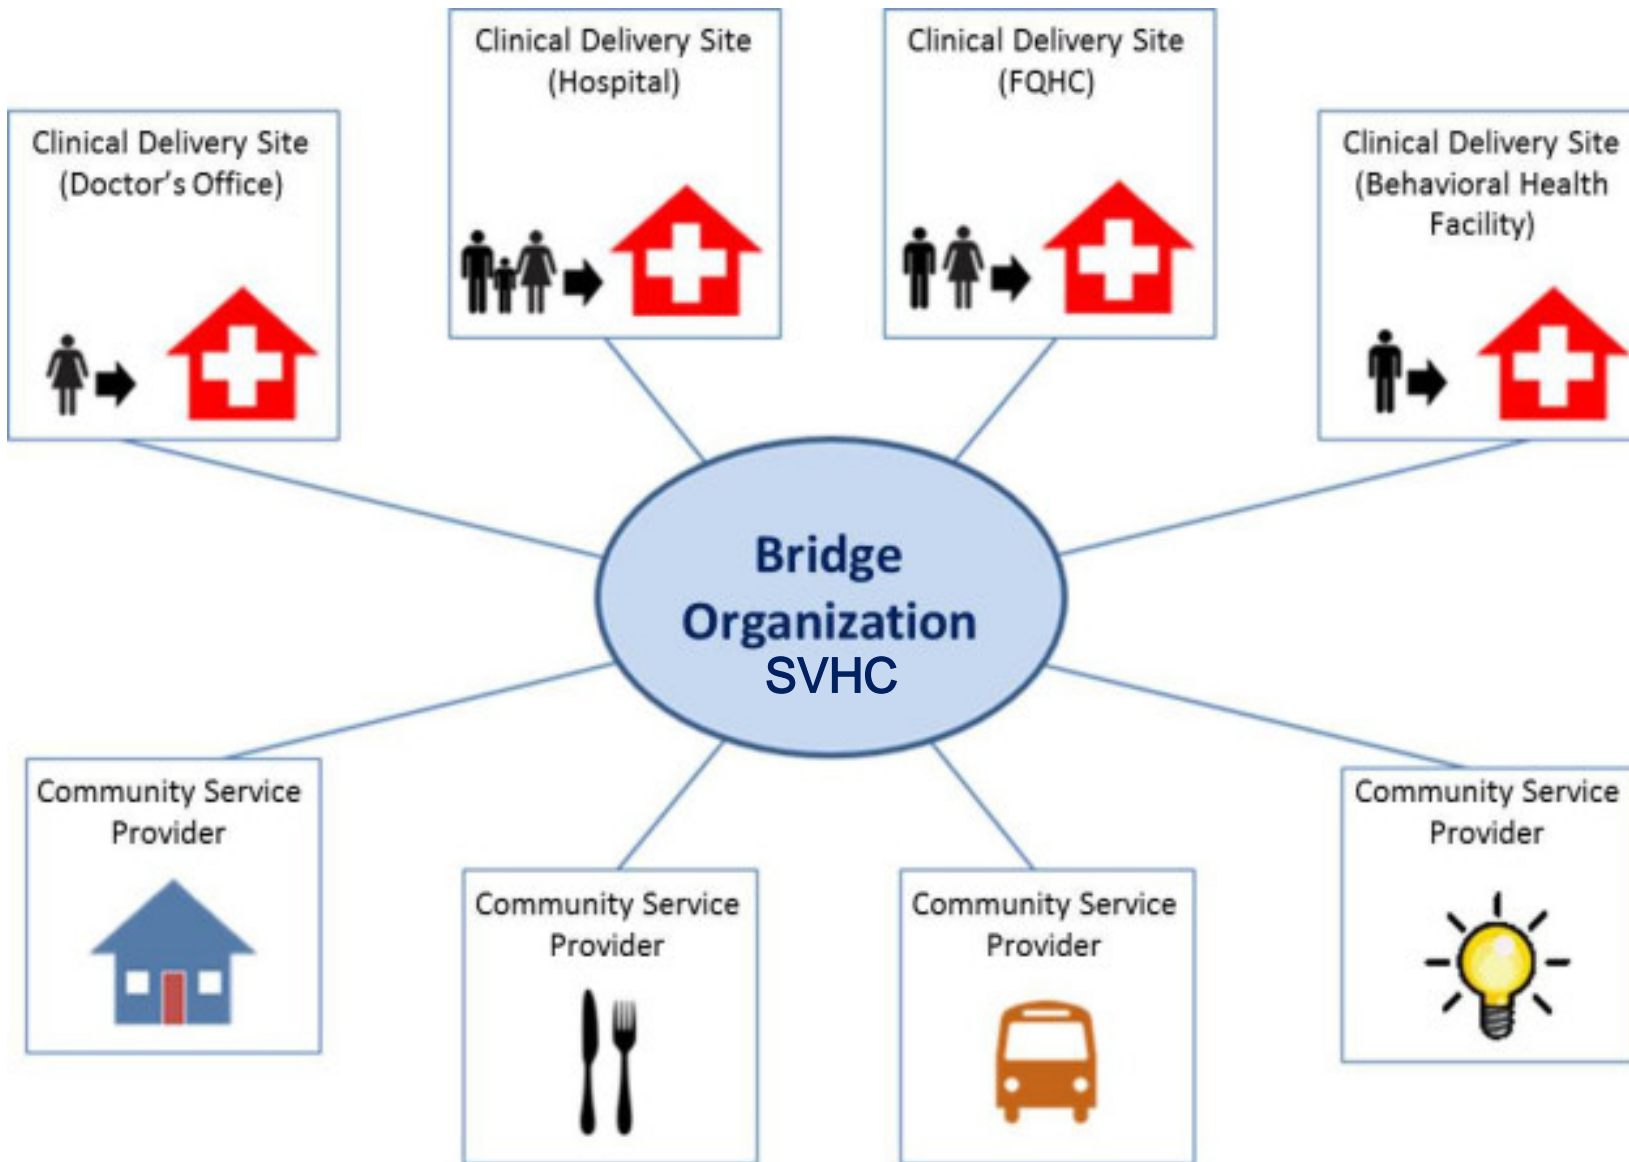 Clinical Delivery Site
(Doctor's Office)
Clinical Delivery Site
(Hospital)
Clinical Delivery Site
(FQHC)
Clinical Delivery Site
(Behavioral Health
Facility)
Bridge
Organization
SVHC
Community Service
Provider
Community Service
Provider
Community Service
Provider
Community Service
Provider